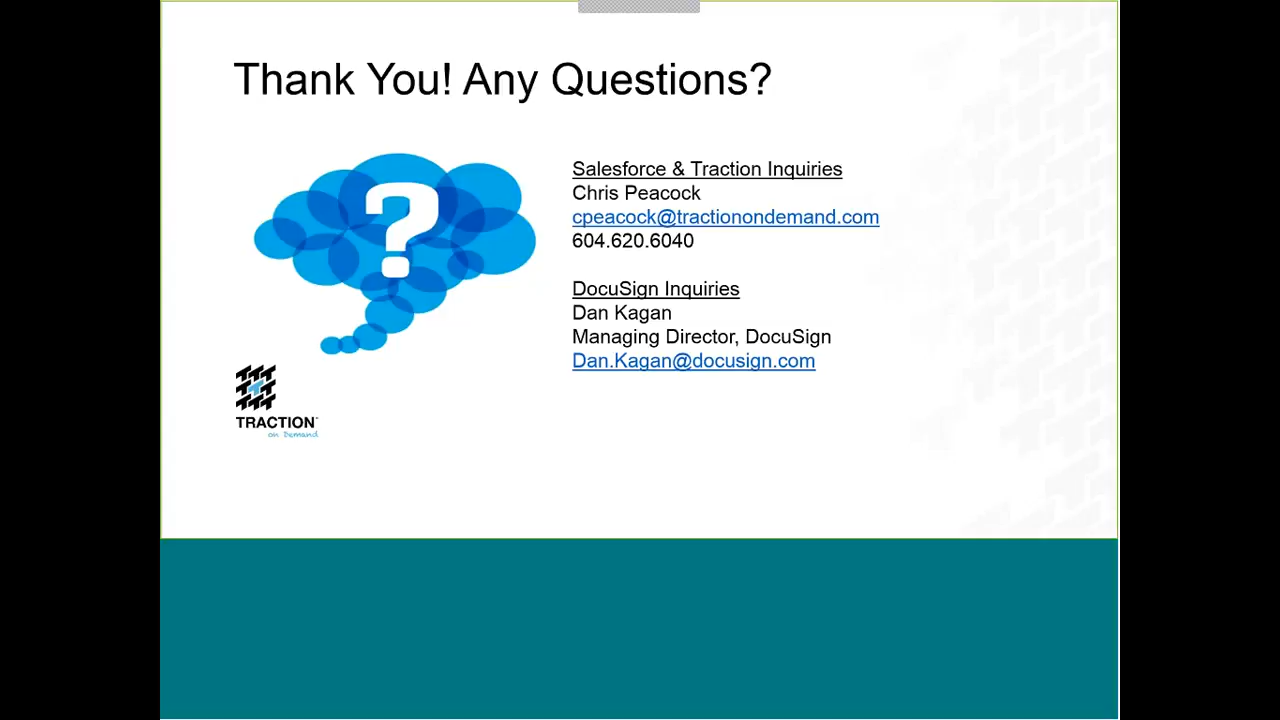 Thank You! Any Questions?
?
Salesforce & Traction Inquiries
Chris Peacock
cpeacock@tractionondemand.com
604.620.6040
DocuSign Inquiries
Dan Kagan
Managing Director, DocuSign
Dan.Kagan@docusign.com
TRACTION
on Demand